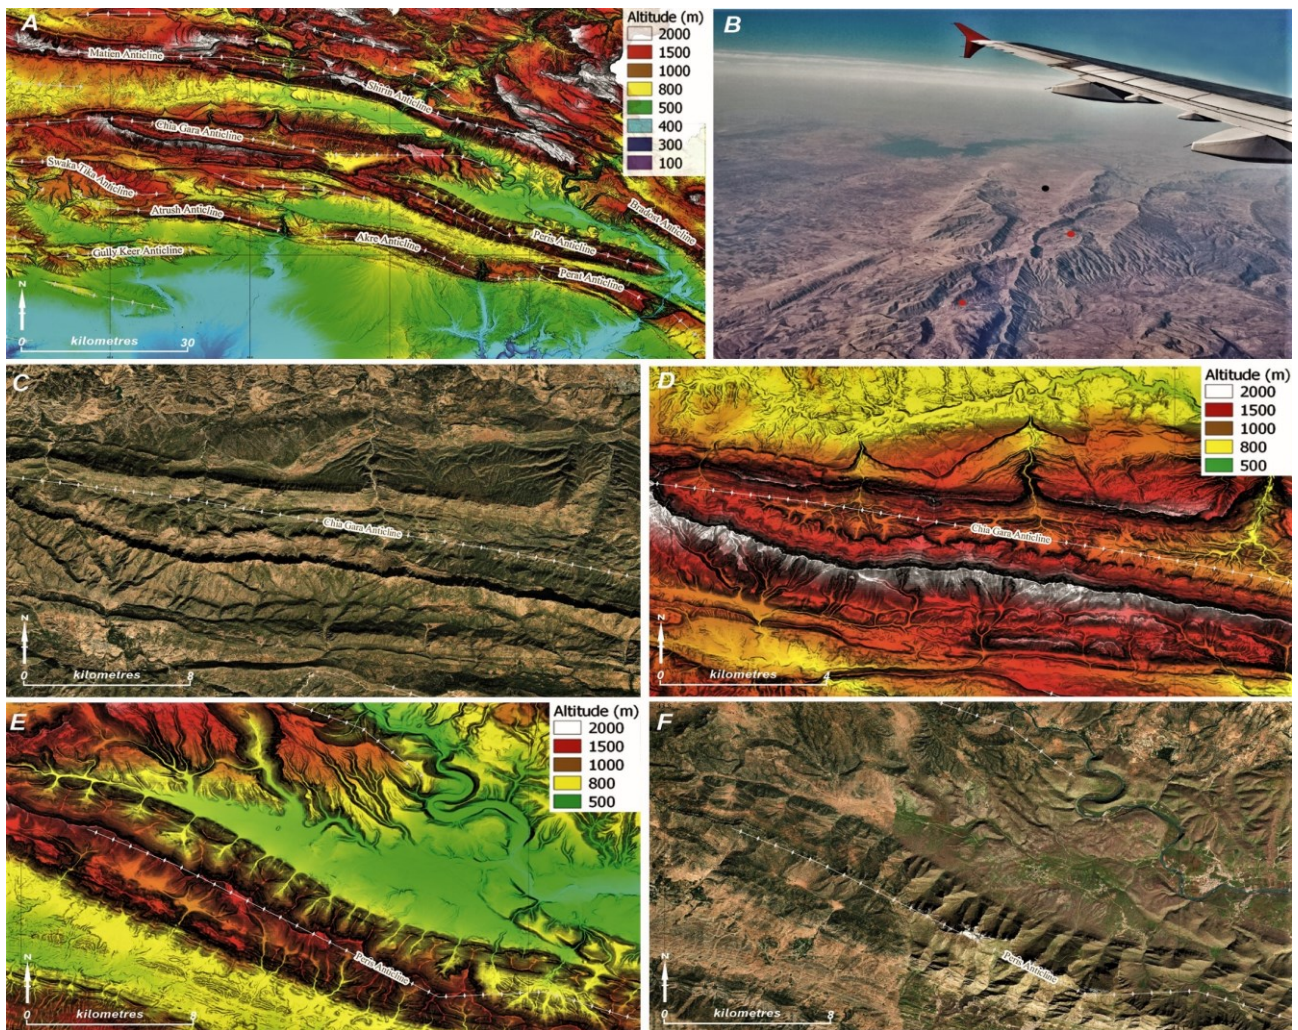 A
Altitude (m)
2000
1500
1000
800
500
400
300
100
Matien Anticline
Shirin Anticline
Chia Gara Anticline
Swaka Tika Anticline
Atrush Anticline
Akre Anticline
Peris Anticline
Bradost Anticline
Gully Keer Anticline
Perat Anticline
N
0 30
kilometres
B
C
Chia Gara Anticline
N
0 8
kilometres
D
Altitude (m)
2000
1500
1000
800
500
Chia Gara Anticline
N
0 4
kilometres
E
Altitude (m)
2000
1500
1000
800
500
Peris Anticline
N
0 8
kilometres
F
Peris Anticline
N
0 8
kilometres